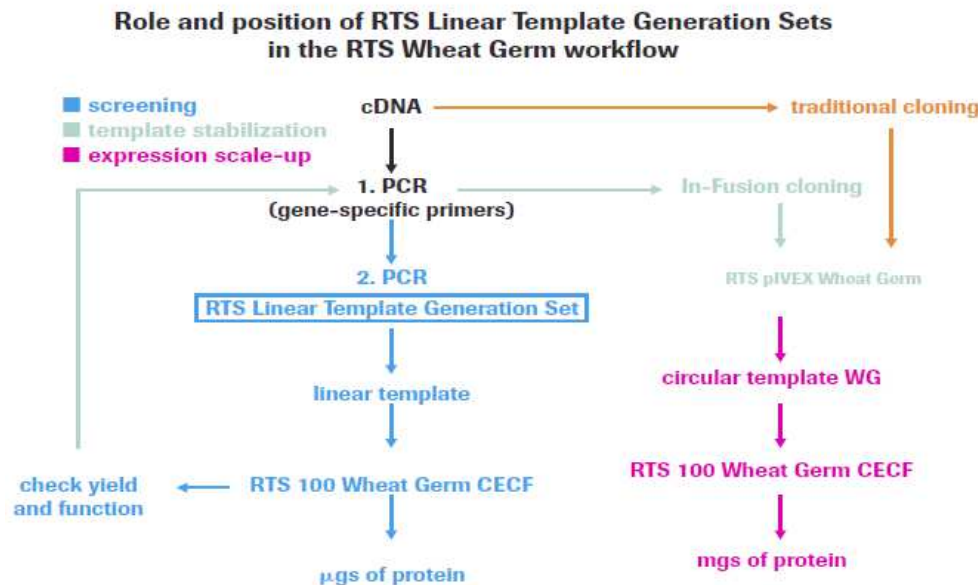 Role and position of RTS Linear Template Generation Sets
in the RTS Wheat Germ workflow
screening
template stabilization
expression scale-up
cDNA
traditional cloning
1. PCR
(gene-specific primers)
In-Fusion cloning
2. PCR
RTS Linear Template Generation Set
RTS pIVEX Wheat Germ
linear template
circular template WG
check yield
and function
RTS 100 Wheat Germ CECF
RTS 100 Wheat Germ CECF
µgs of protein
mgs of protein